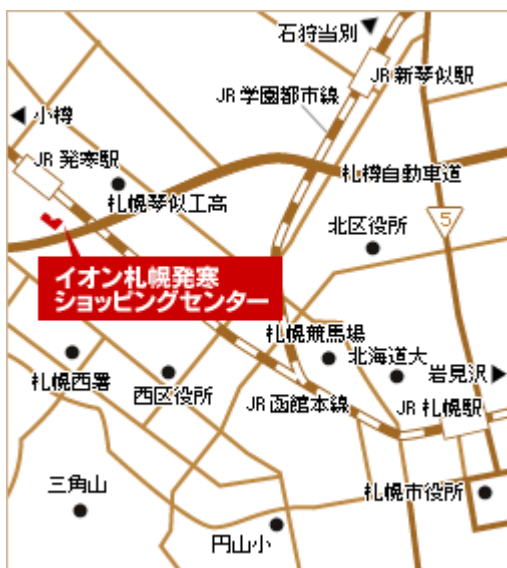 石狩当別
JR 新琴似駅
JR 学園都市線
小樽
JR 発寒駅
札樽自動車道
札幌琴似工高
5
北区役所
イオン札幌発寒
ショッピングセンター
札幌競馬場
北海道大
岩見沢
札幌西署
西区役所
JR 函館本線
JR 札幌駅
三角山
札幌市役所
円山小